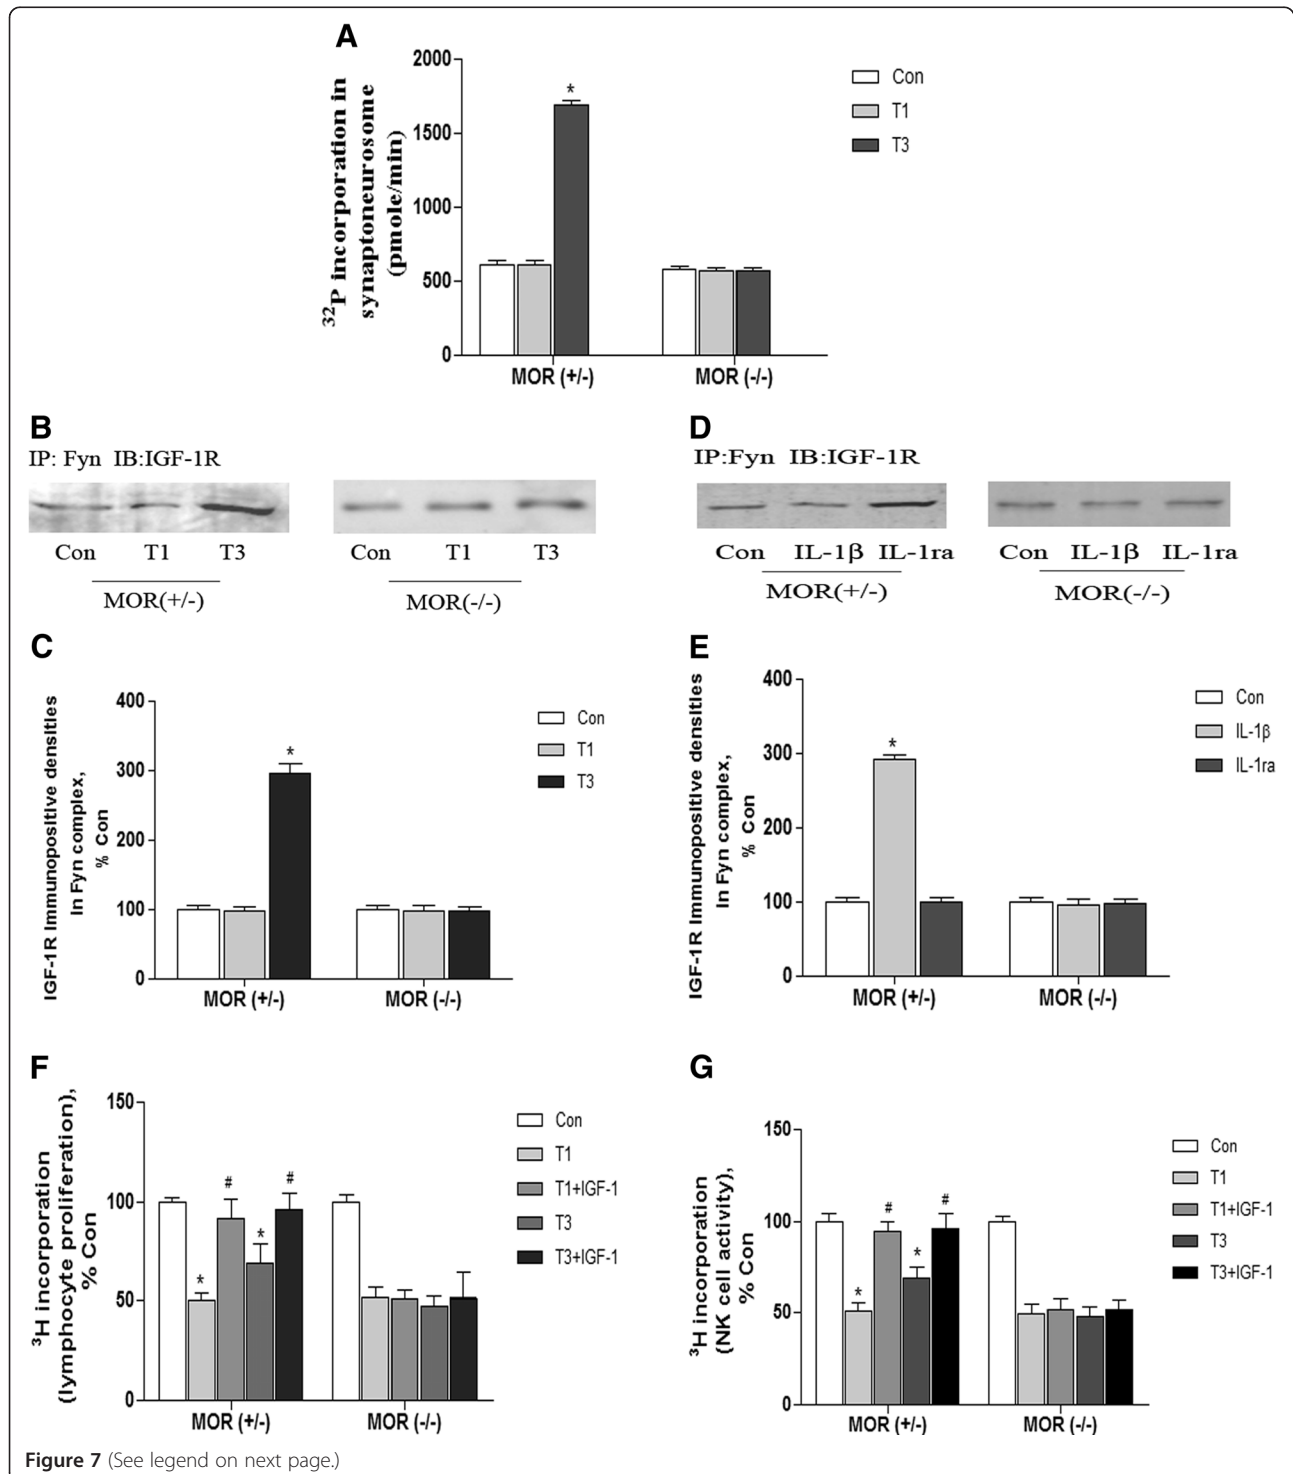 A
2000
1500
1000
500
0
32P incorporation in
synaptoneurosome
(pmole/min)
*
MOR (+/-)
MOR (-/-)
Con
T1
T3
B
IP: Fyn IB:IGF-1R
Con T1 T3
MOR(+/-)
Con T1 T3
MOR(-/-)
D
IP:Fyn IB:IGF-1R
Con IL-1β IL-1ra
MOR(+/-)
Con IL-1β IL-1ra
MOR(-/-)
C
IGF-1R Immunopositive densities
In Fyn complex,
% Con
400
300
200
100
0
*
MOR (+/-)
MOR (-/-)
Con
T1
T3
E
IGF-1R Immunopositive densities
In Fyn complex,
% Con
400
300
200
100
0
*
MOR (+/-)
MOR (-/-)
Con
IL-1β
IL-1ra
F
3H incorporation
(lymphocyte proliferation),
% Con
150
100
50
0
*
#
*
#
MOR (+/-)
MOR (-/-)
Con
T1
T1+IGF-1
T3
T3+IGF-1
G
3H incorporation
(NK cell activity),
% Con
150
100
50
0
*
#
*
#
MOR (+/-)
MOR (-/-)
Con
T1
T1+IGF-1
T3
T3+IGF-1
Figure 7 (See legend on next page.)